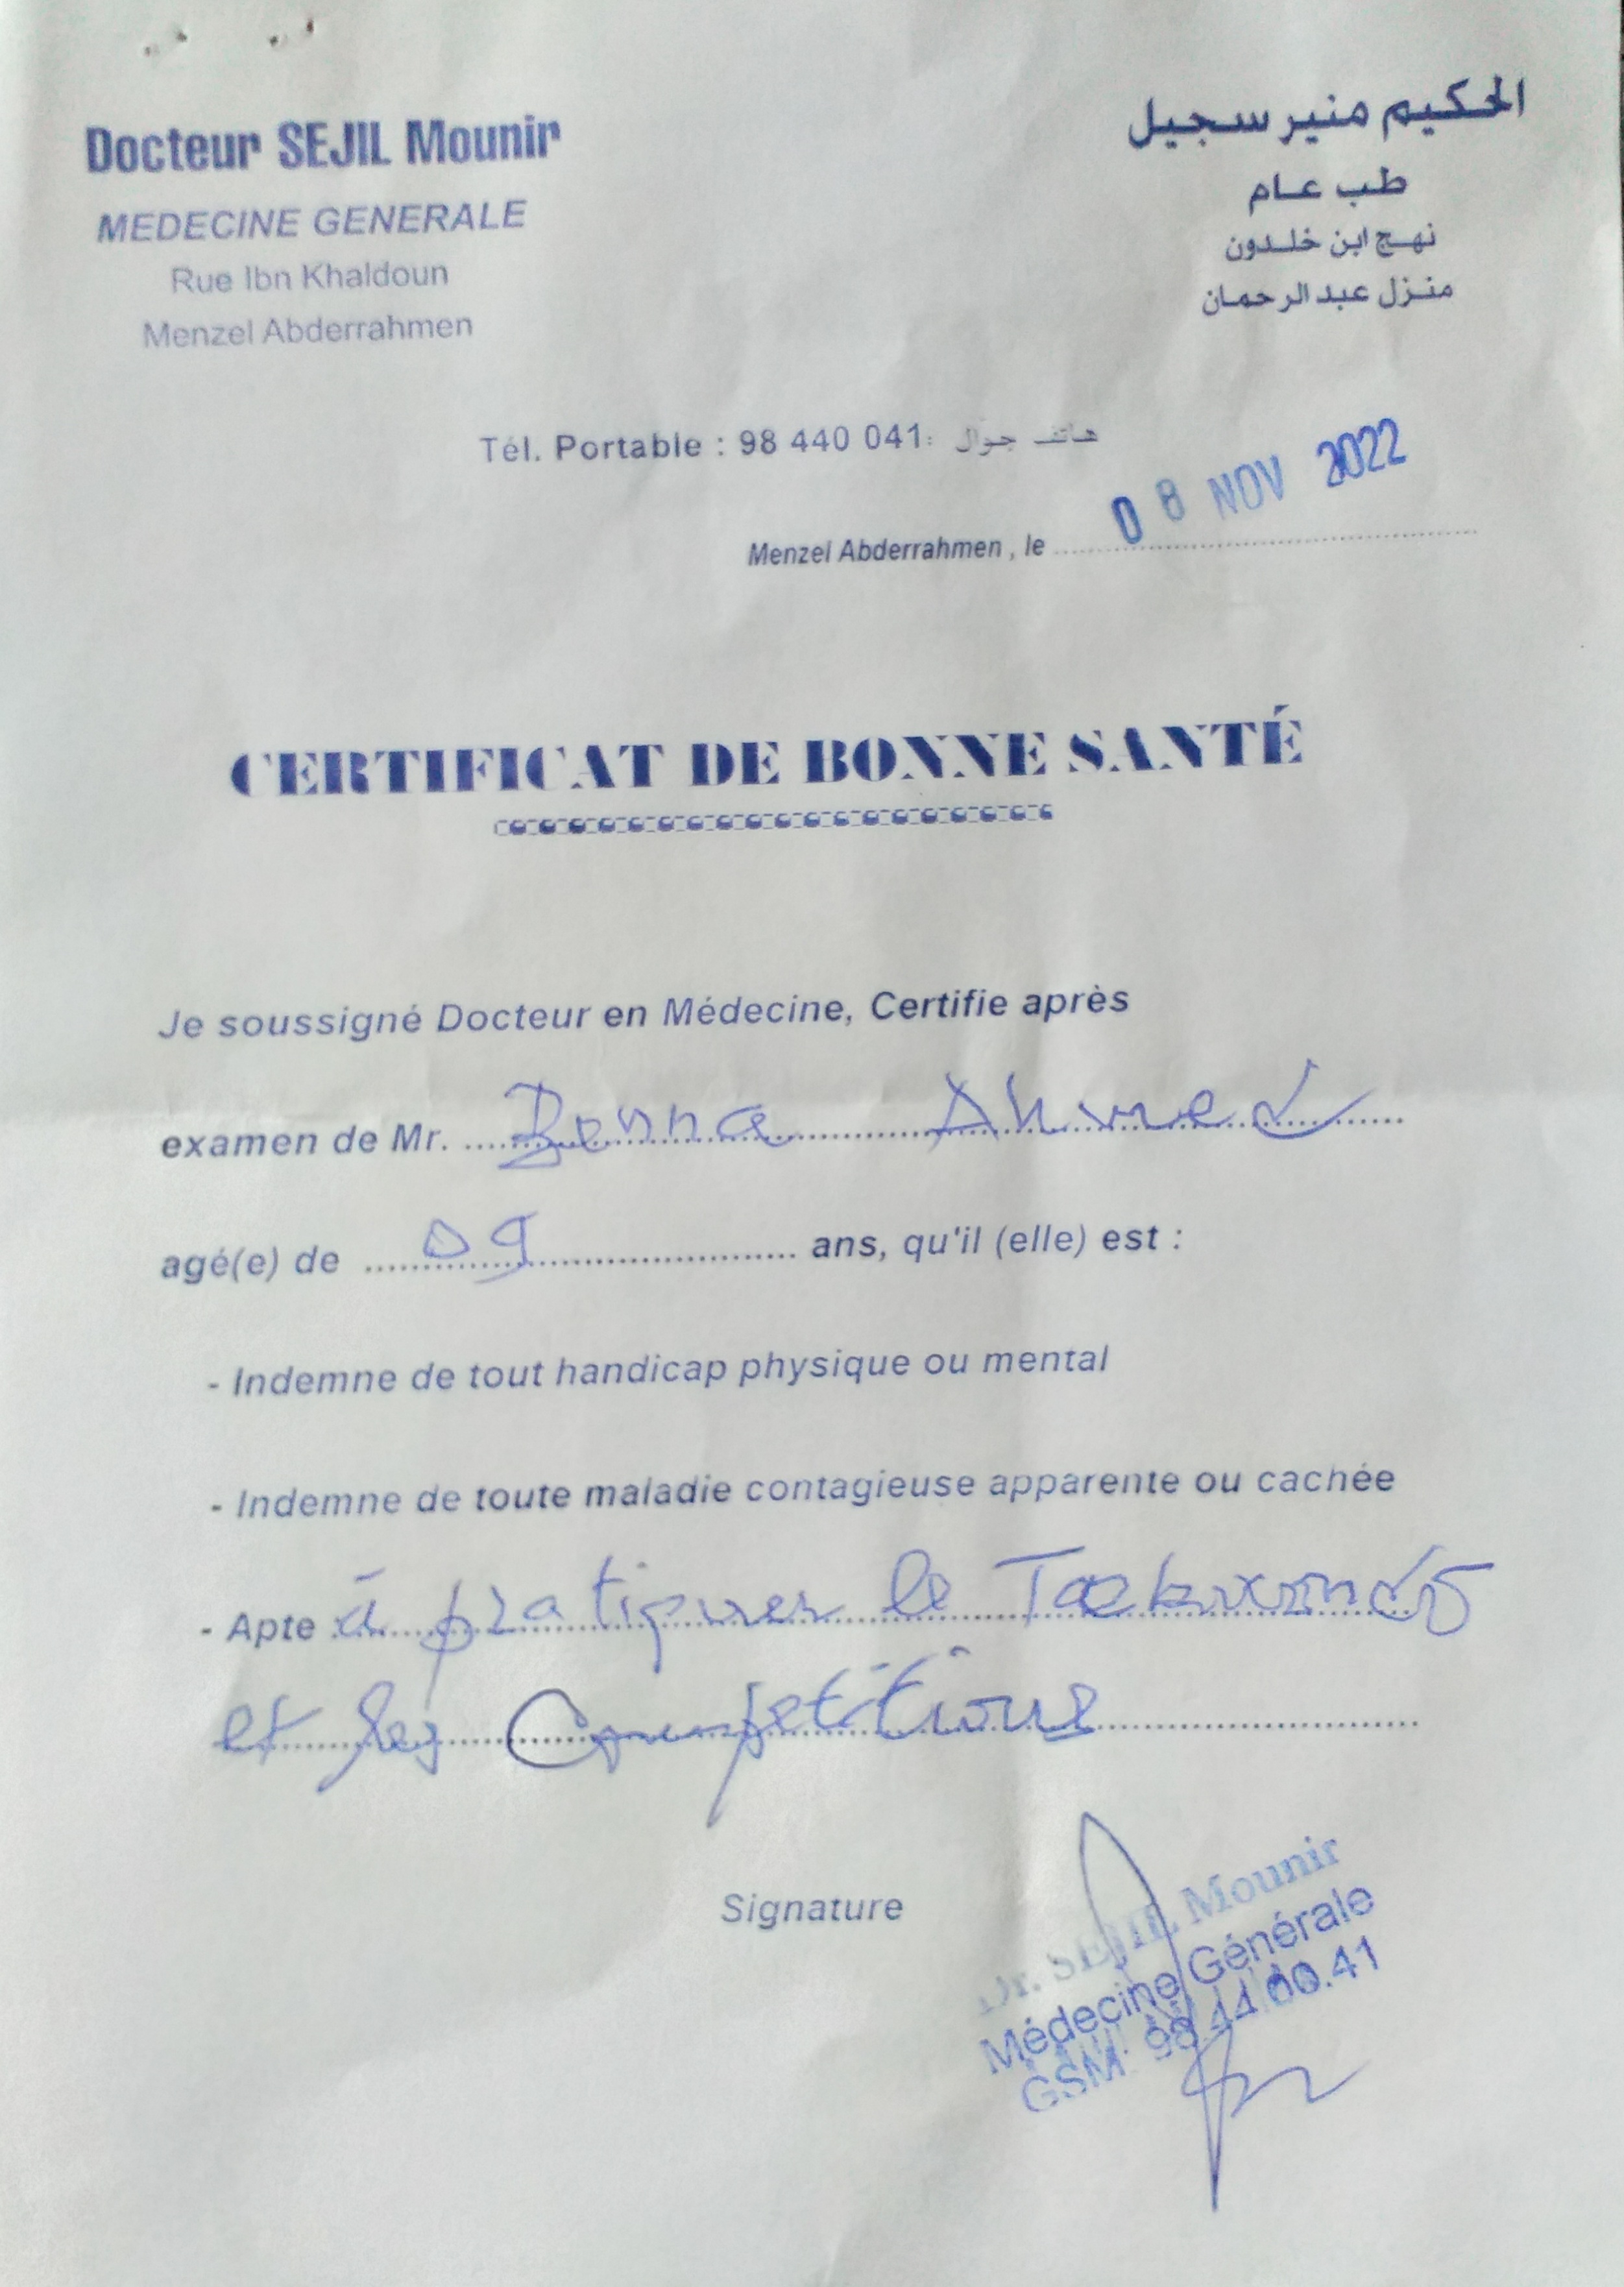 Docteur SEJIL Mounir
MEDECINE GENERALE
Rue Ibn Khaldoun
Menzel Abderrahmen
الحكيم منير سجيل
طب عام
نهج ابن خلدون
منزل عبد الرحمان
Tél. Portable : 98 440 041 : هاتف جوال
08 NOV 2022
Menzel Abderrahmen , le
CERTIFICAT DE BONNE SANTÉ
Je soussigné Docteur en Médecine, Certifie après
examen de Mr. Benna Ahmed
agé(e) de 09 ans, qu'il (elle) est :
- Indemne de tout handicap physique ou mental
- Indemne de toute maladie contagieuse apparente ou cachée
- Apte à pratiquer le Taekwondo
et les Compétitions
Signature
Dr. SEJIL Mounir
Médecine Générale
GSM: 98.44.00.41